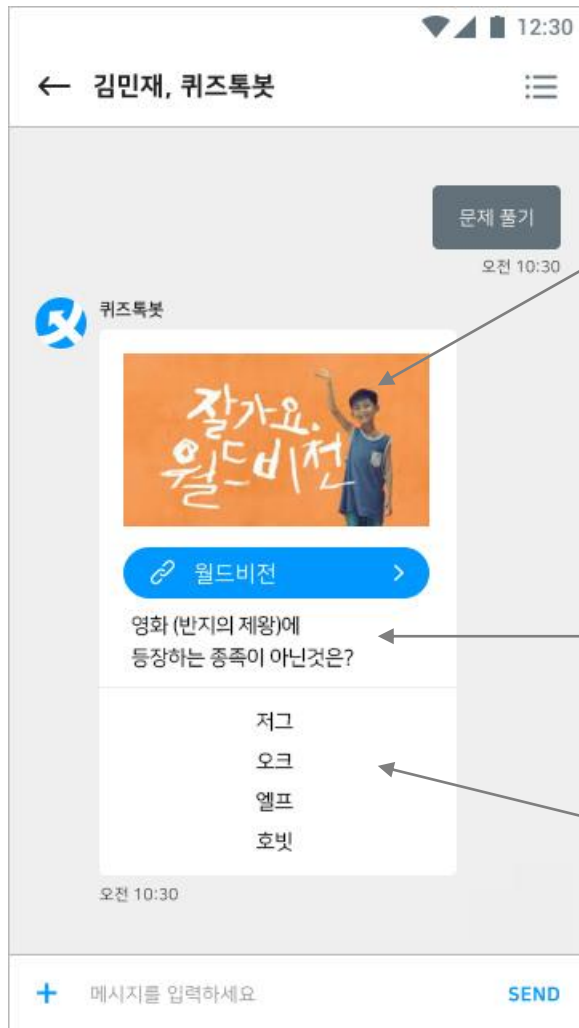 12:30
← 김민재, 퀴즈톡봇
문제 풀기
오전 10:30
퀴즈톡봇
잘가요.
월드비전
월드비전 >
영화 (반지의 제왕)에
등장하는 종족이 아닌것은?
저그
오크
엘프
호빗
오전 10:30
+ 메시지를 입력하세요 SEND